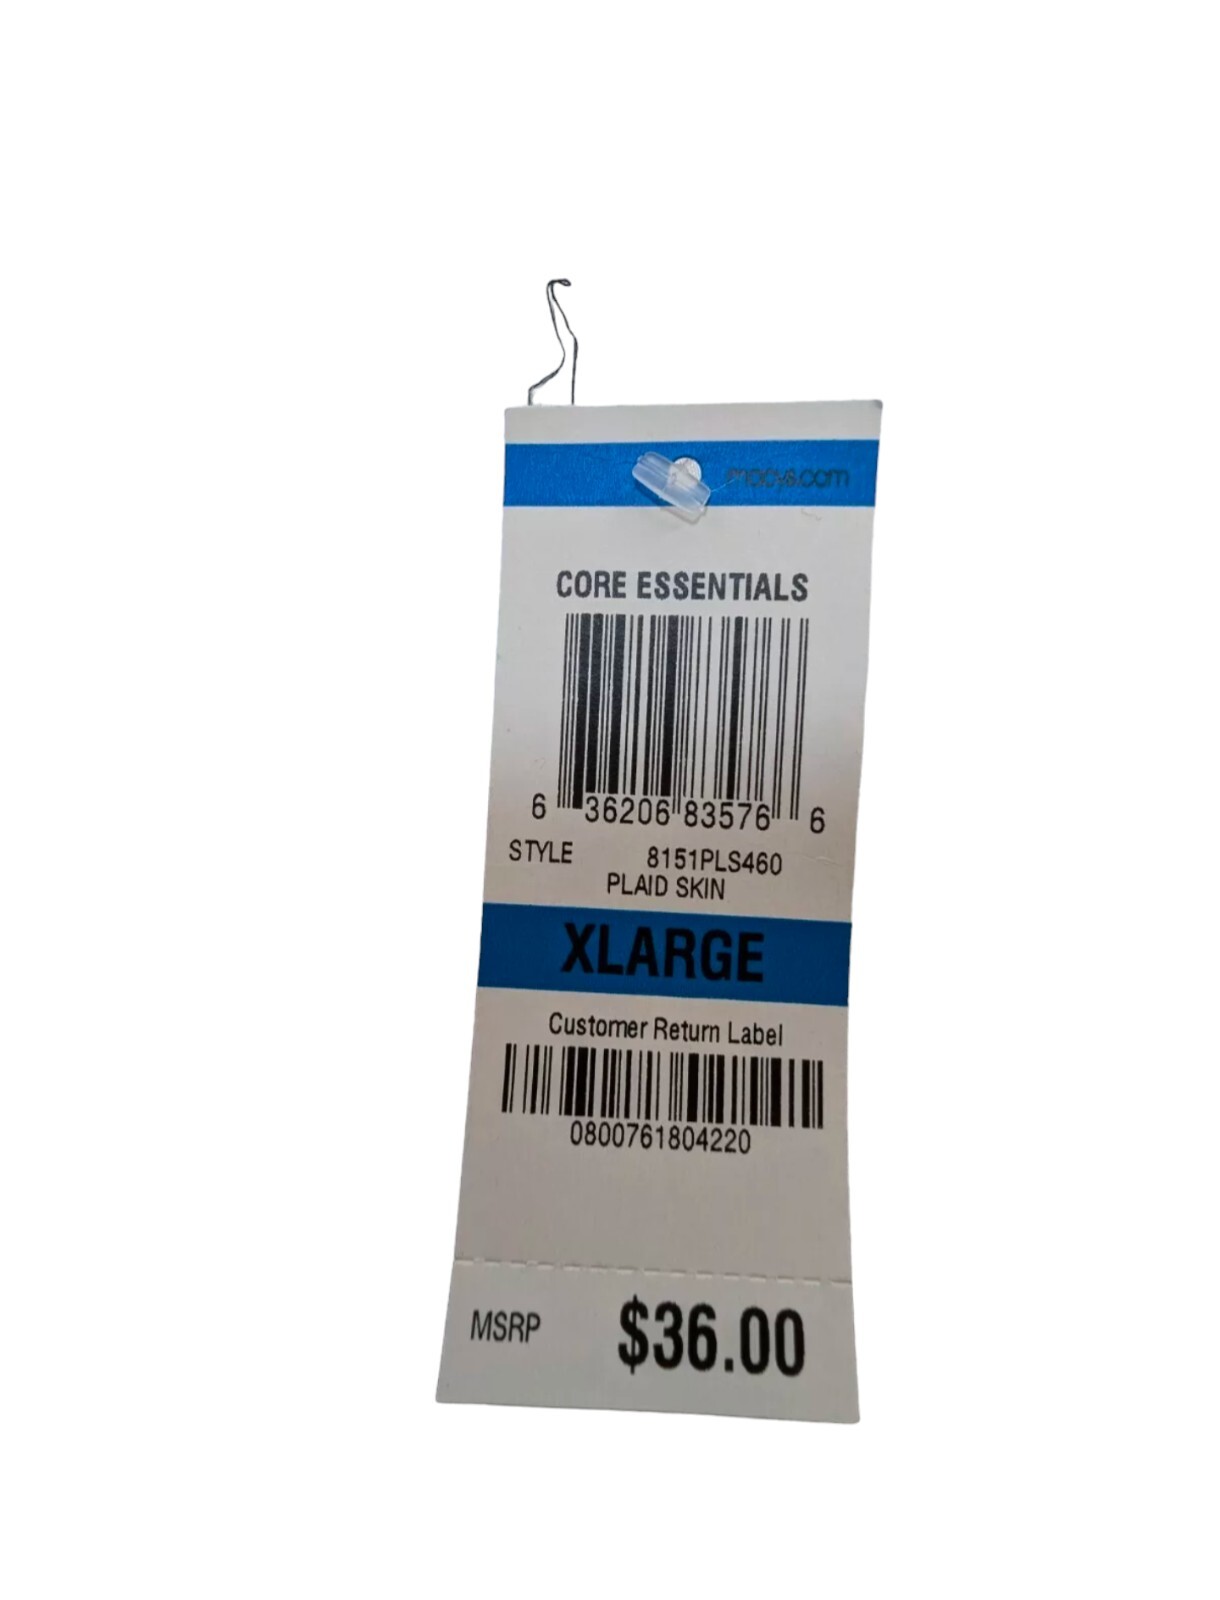 macys.com
CORE ESSENTIALS
6 36206 83576 6
STYLE 8151PLS460
PLAID SKIN
XLARGE
Customer Return Label
0800761804220
MSRP $36.00